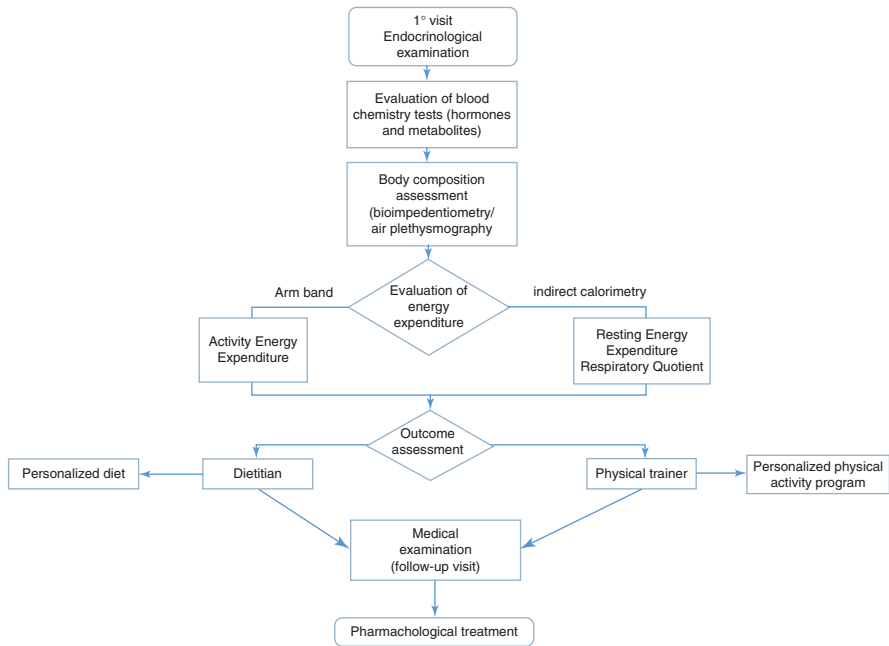 1° visit
Endocrinological
examination
Evaluation of blood
chemistry tests (hormones
and metabolites)
Body composition
assessment
(bioimpedentiometry/
air plethysmography
Arm band
Evaluation of
energy
expenditure
indirect calorimetry
Activity Energy
Expenditure
Resting Energy
Expenditure
Respiratory Quotient
Outcome
assessment
Personalized diet
Dietitian
Physical trainer
Personalized physical
activity program
Medical
examination
(follow-up visit)
Pharmachological treatment